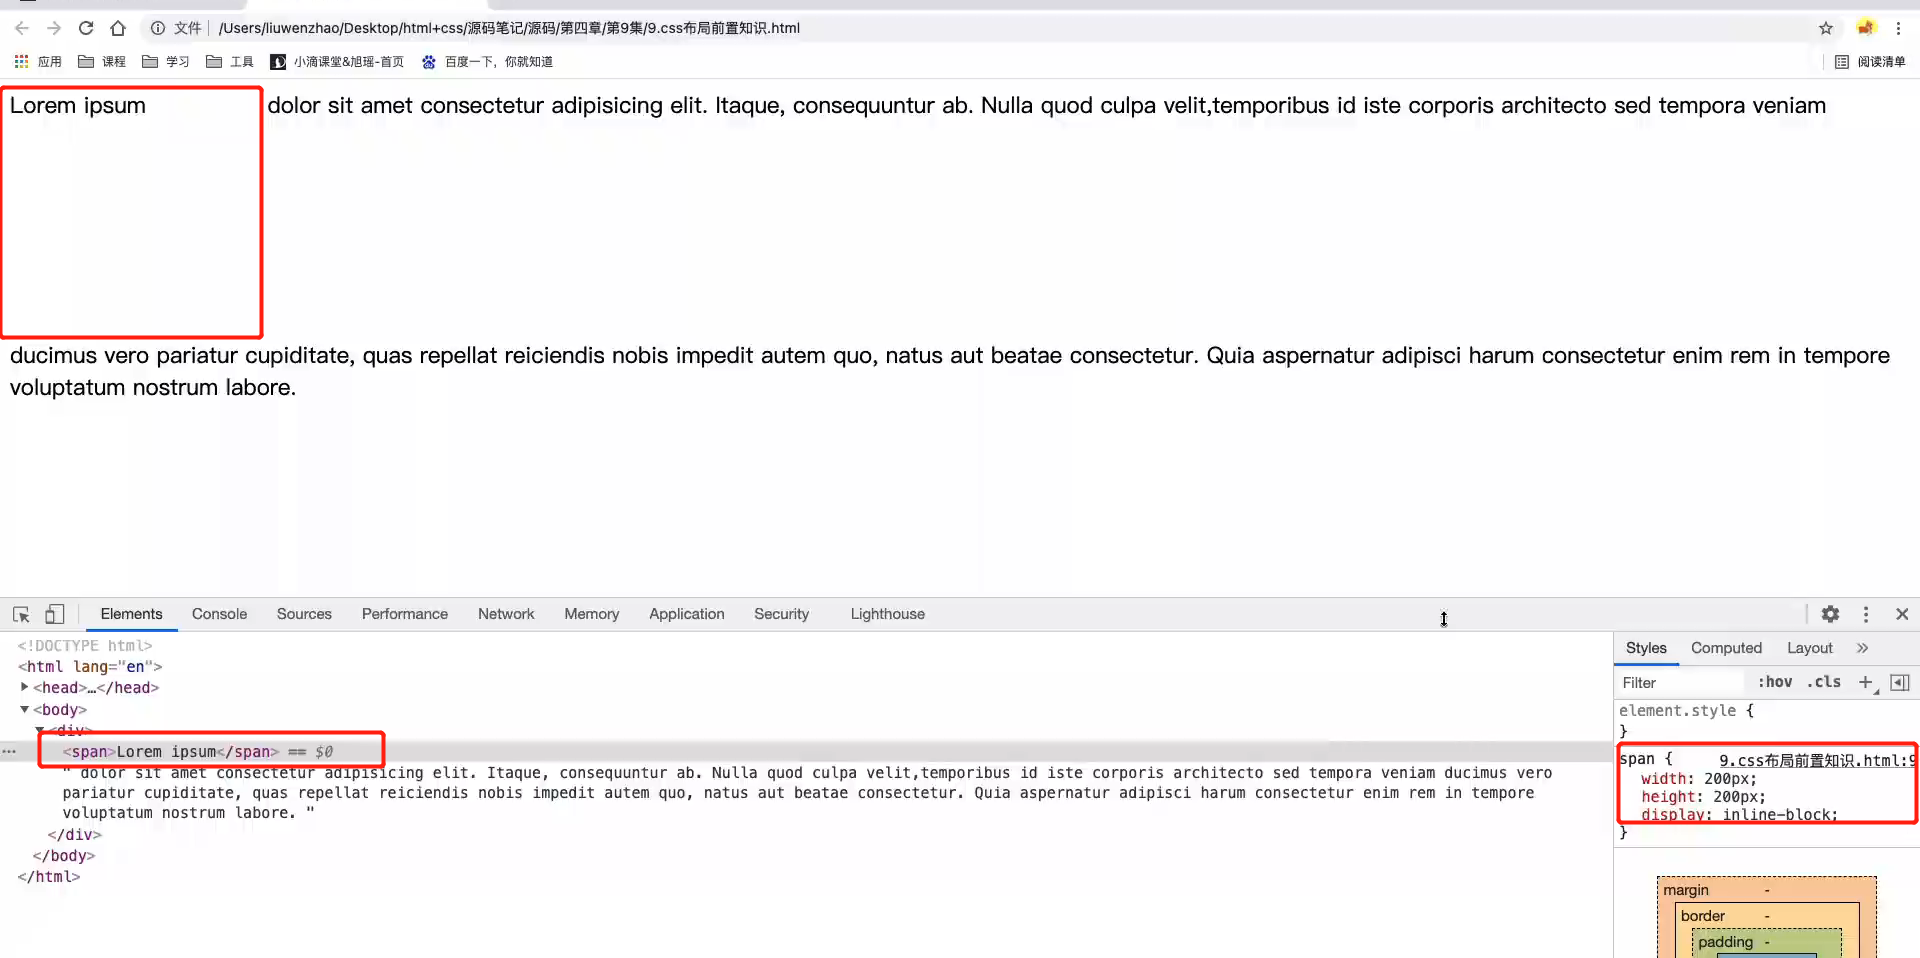 文件 /Users/liuwenzhao/Desktop/html+css/源码笔记/源码/第四章/第9集/9.css布局前置知识.html
应用 课程 学习 工具 小滴课堂&旭瑶-首页 百度一下，你就知道 阅读清单
Lorem ipsum dolor sit amet consectetur adipisicing elit. Itaque, consequuntur ab. Nulla quod culpa velit,temporibus id iste corporis architecto sed tempora veniam
ducimus vero pariatur cupiditate, quas repellat reiciendis nobis impedit autem quo, natus aut beatae consectetur. Quia aspernatur adipisci harum consectetur enim rem in tempore
voluptatum nostrum labore.
Elements Console Sources Performance Network Memory Application Security Lighthouse
<!DOCTYPE html>
<html lang="en">
<head>…</head>
<body>
<div>
<span>Lorem ipsum</span> == $0
" dolor sit amet consectetur adipisicing elit. Itaque, consequuntur ab. Nulla quod culpa velit,temporibus id iste corporis architecto sed tempora veniam ducimus vero
pariatur cupiditate, quas repellat reiciendis nobis impedit autem quo, natus aut beatae consectetur. Quia aspernatur adipisci harum consectetur enim rem in tempore
voluptatum nostrum labore. "
</div>
</body>
</html>
Styles Computed Layout »
Filter :hov .cls +
element.style {
}
span { 9.css布局前置知识.html:9
width: 200px;
height: 200px;
display: inline-block;
}
margin -
border -
padding -